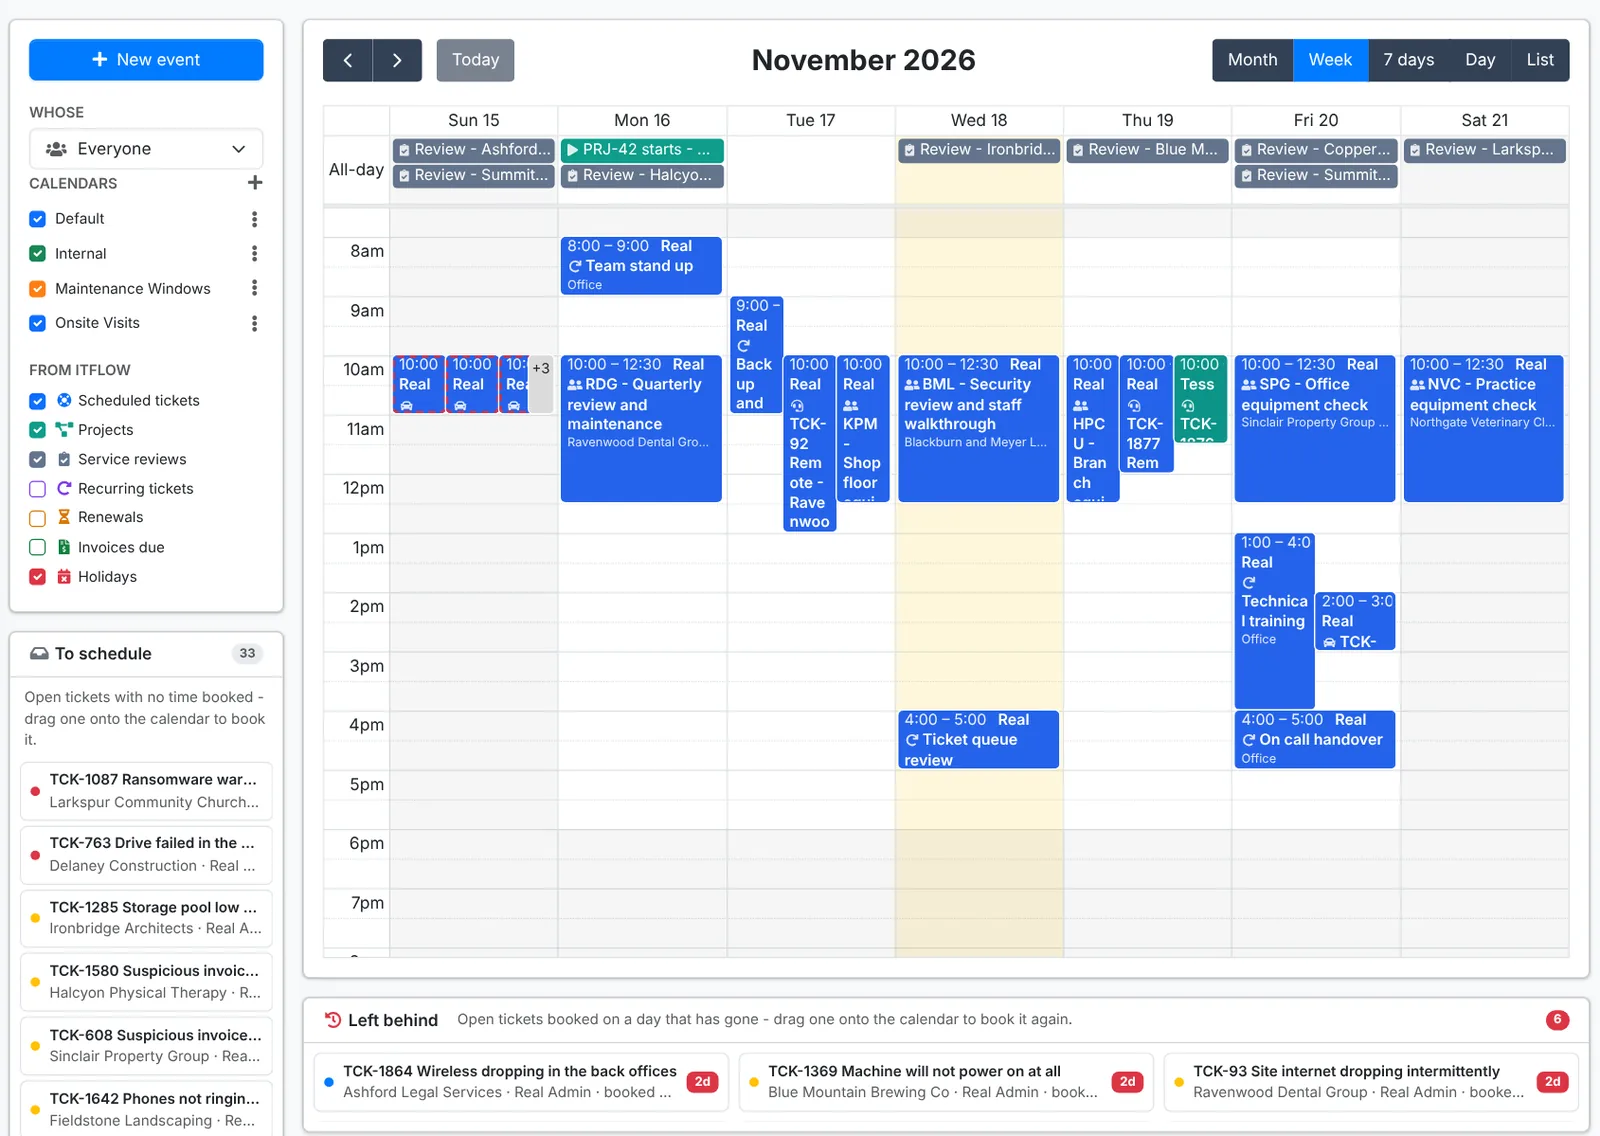 New event
WHOSE
Everyone
CALENDARS
Default
Internal
Maintenance Windows
Onsite Visits
FROM ITFLOW
Scheduled tickets
Projects
Service reviews
Recurring tickets
Renewals
Invoices due
Holidays
To schedule 33
Open tickets with no time booked -
drag one onto the calendar to book
it.
TCK-1087 Ransomware war...
Larkspur Community Church...
TCK-763 Drive failed in the ...
Delaney Construction · Real ...
TCK-1285 Storage pool low ...
Ironbridge Architects · Real A...
TCK-1580 Suspicious invoic...
Halcyon Physical Therapy · R...
TCK-608 Suspicious invoice...
Sinclair Property Group · Rea...
TCK-1642 Phones not ringin...
Fieldstone Landscaping · Re...
Today
November 2026
Month Week 7 days Day List
Sun 15 Mon 16 Tue 17 Wed 18 Thu 19 Fri 20 Sat 21
All-day
Review - Ashford...
Review - Summit...
PRJ-42 starts - ...
Review - Halcyo...
Review - Ironbrid...
Review - Blue M...
Review - Copper...
Review - Summit...
Review - Larksp...
8am
9am
10am
11am
12pm
1pm
2pm
3pm
4pm
5pm
6pm
7pm
10:00
Real
10:00
Real
10:
+3
8:00 – 9:00 Real
Team stand up
Office
10:00 – 12:30 Real
RDG - Quarterly
review and
maintenance
Ravenwood Dental Gro...
9:00 –
Real
Back
up
and
10:00
Real
TCK-
92
Rem
ote -
Rave
nwoo
10:00
Real
KPM
-
Shop
floor
10:00 – 12:30 Real
BML - Security
review and staff
walkthrough
Blackburn and Meyer L...
4:00 – 5:00 Real
Ticket queue
review
10:00
Real
HPC
U -
Bran
ch
10:00
Real
TCK-
1877
Rem
10:00
Tess
TCK-
10:00 – 12:30 Real
SPG - Office
equipment check
Sinclair Property Group ...
1:00 – 4:0
Real
Technica
l training
Office
2:00 – 3:0
Real
TCK-
4:00 – 5:00 Real
On call handover
Office
10:00 – 12:30 Real
NVC - Practice
equipment check
Northgate Veterinary Cl...
Left behind Open tickets booked on a day that has gone - drag one onto the calendar to book it again. 6
TCK-1864 Wireless dropping in the back offices
Ashford Legal Services · Real Admin · booked ...
2d
TCK-1369 Machine will not power on at all
Blue Mountain Brewing Co · Real Admin · book...
2d
TCK-93 Site internet dropping intermittently
Ravenwood Dental Group · Real Admin · booke...
2d